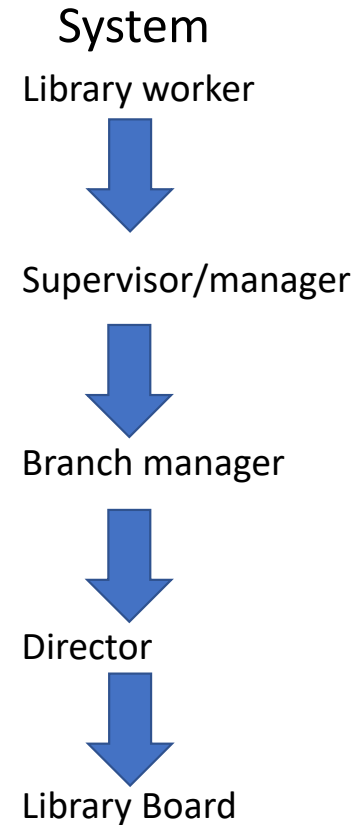 System
Library worker
Supervisor/manager
Branch manager
Director
Library Board